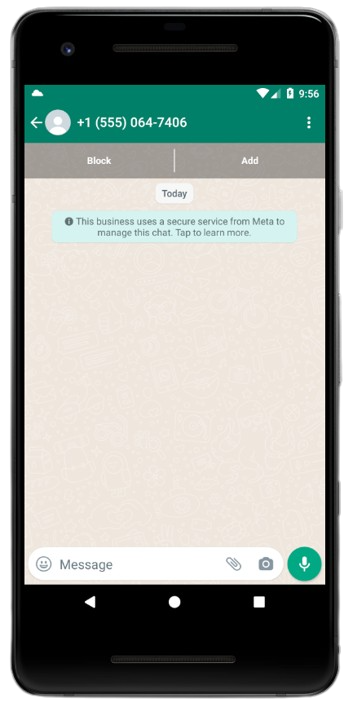 9:56
+1 (555) 064-7406
Block Add
Today
This business uses a secure service from Meta to
manage this chat. Tap to learn more.
Message